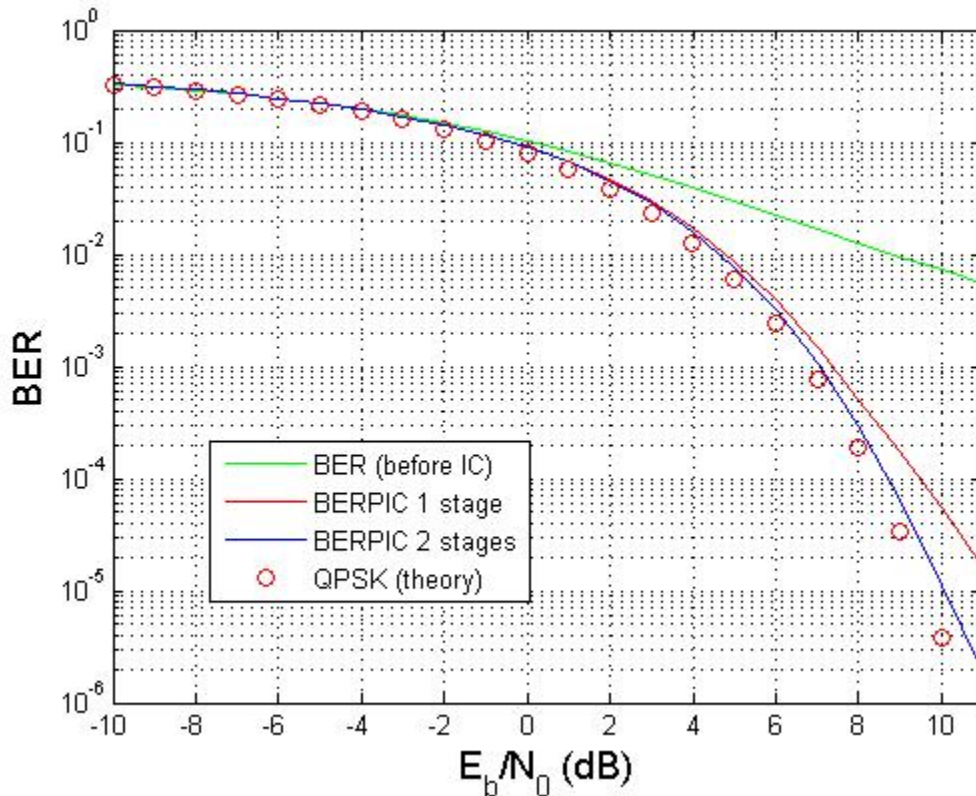 10^0
10^-1
10^-2
10^-3
10^-4
10^-5
10^-6
BER
BER (before IC)
BERPIC 1 stage
BERPIC 2 stages
QPSK (theory)
-10 -8 -6 -4 -2 0 2 4 6 8 10
E_b/N_0 (dB)